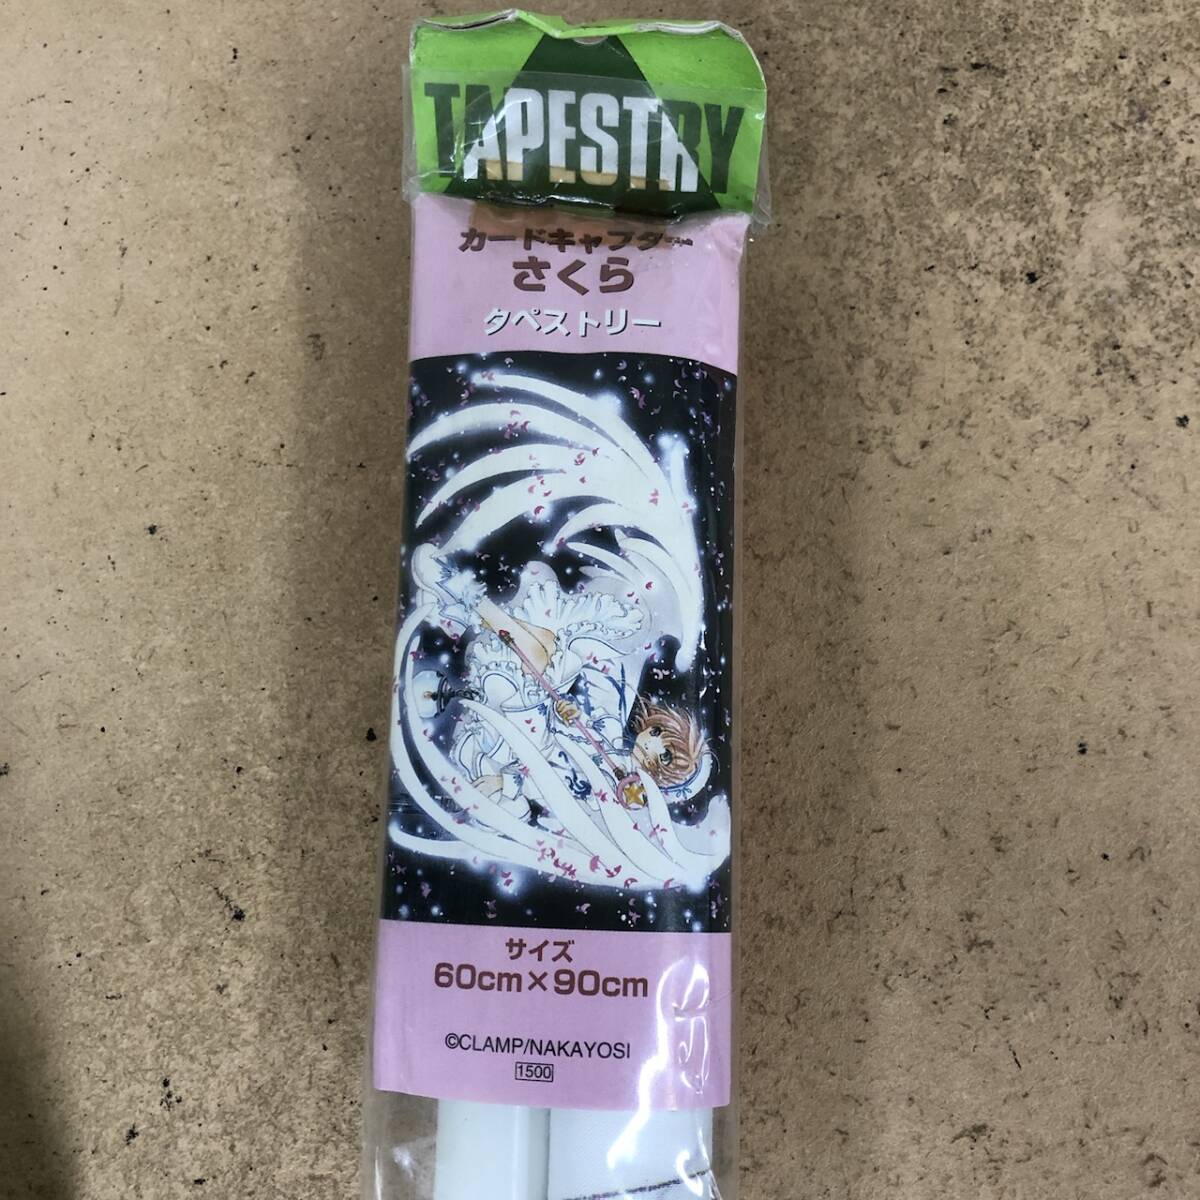 TAPESTRY
カードキャプター
さくら
タペストリー
サイズ
60cm×90cm
©CLAMP/NAKAYOSI
1500